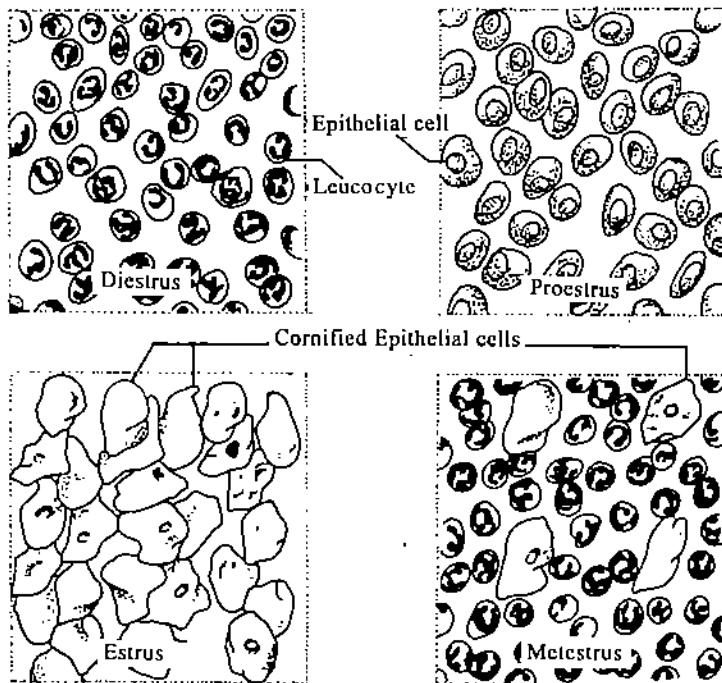 Epithelial cell
Leucocyte
Diestrus
Proestrus
Cornified Epithelial cells
Estrus
Metestrus